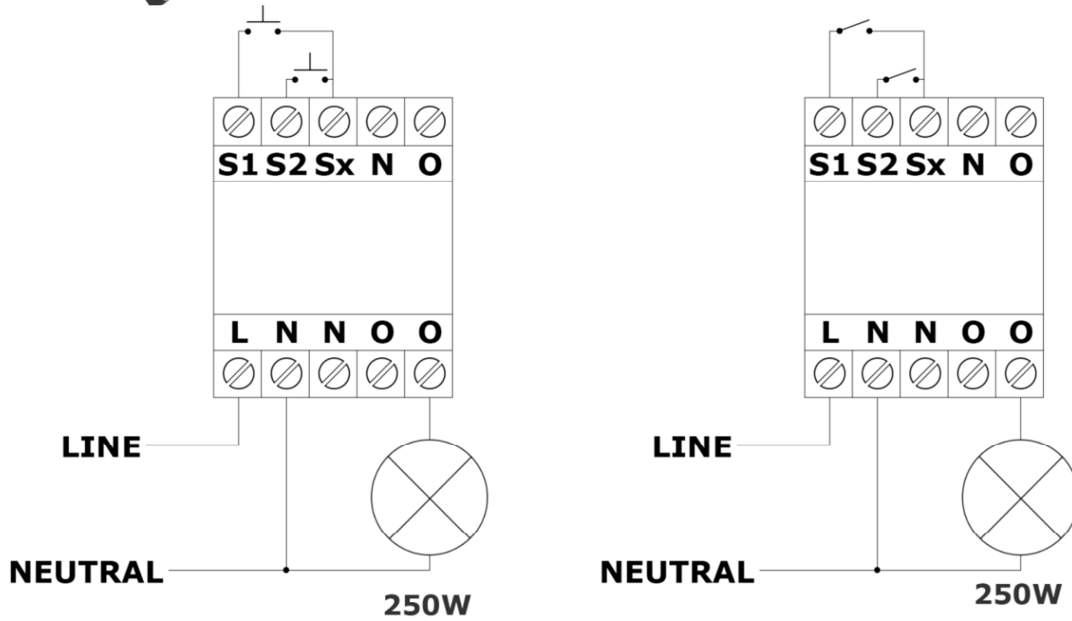 S1 S2 Sx N O
L N N O O
LINE
NEUTRAL
250W
S1 S2 Sx N O
L N N O O
LINE
NEUTRAL
250W